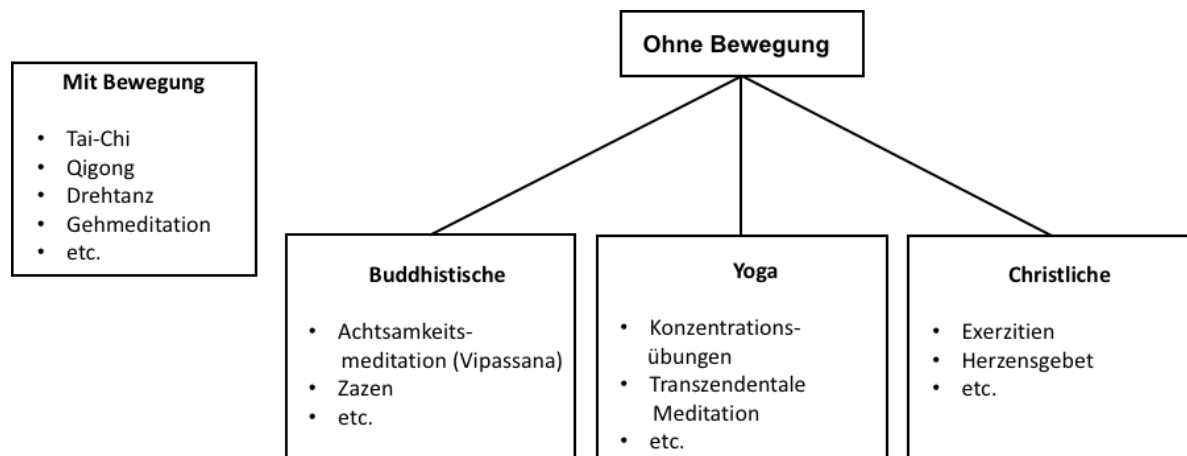 Ohne Bewegung
Mit Bewegung
• Tai-Chi
• Qigong
• Drehtanz
• Gehmeditation
• etc.
Buddhistische
• Achtsamkeits-
meditation (Vipassana)
• Zazen
• etc.
Yoga
• Konzentrations-
übungen
• Transzendentale
Meditation
• etc.
Christliche
• Exerzitien
• Herzensgebet
• etc.